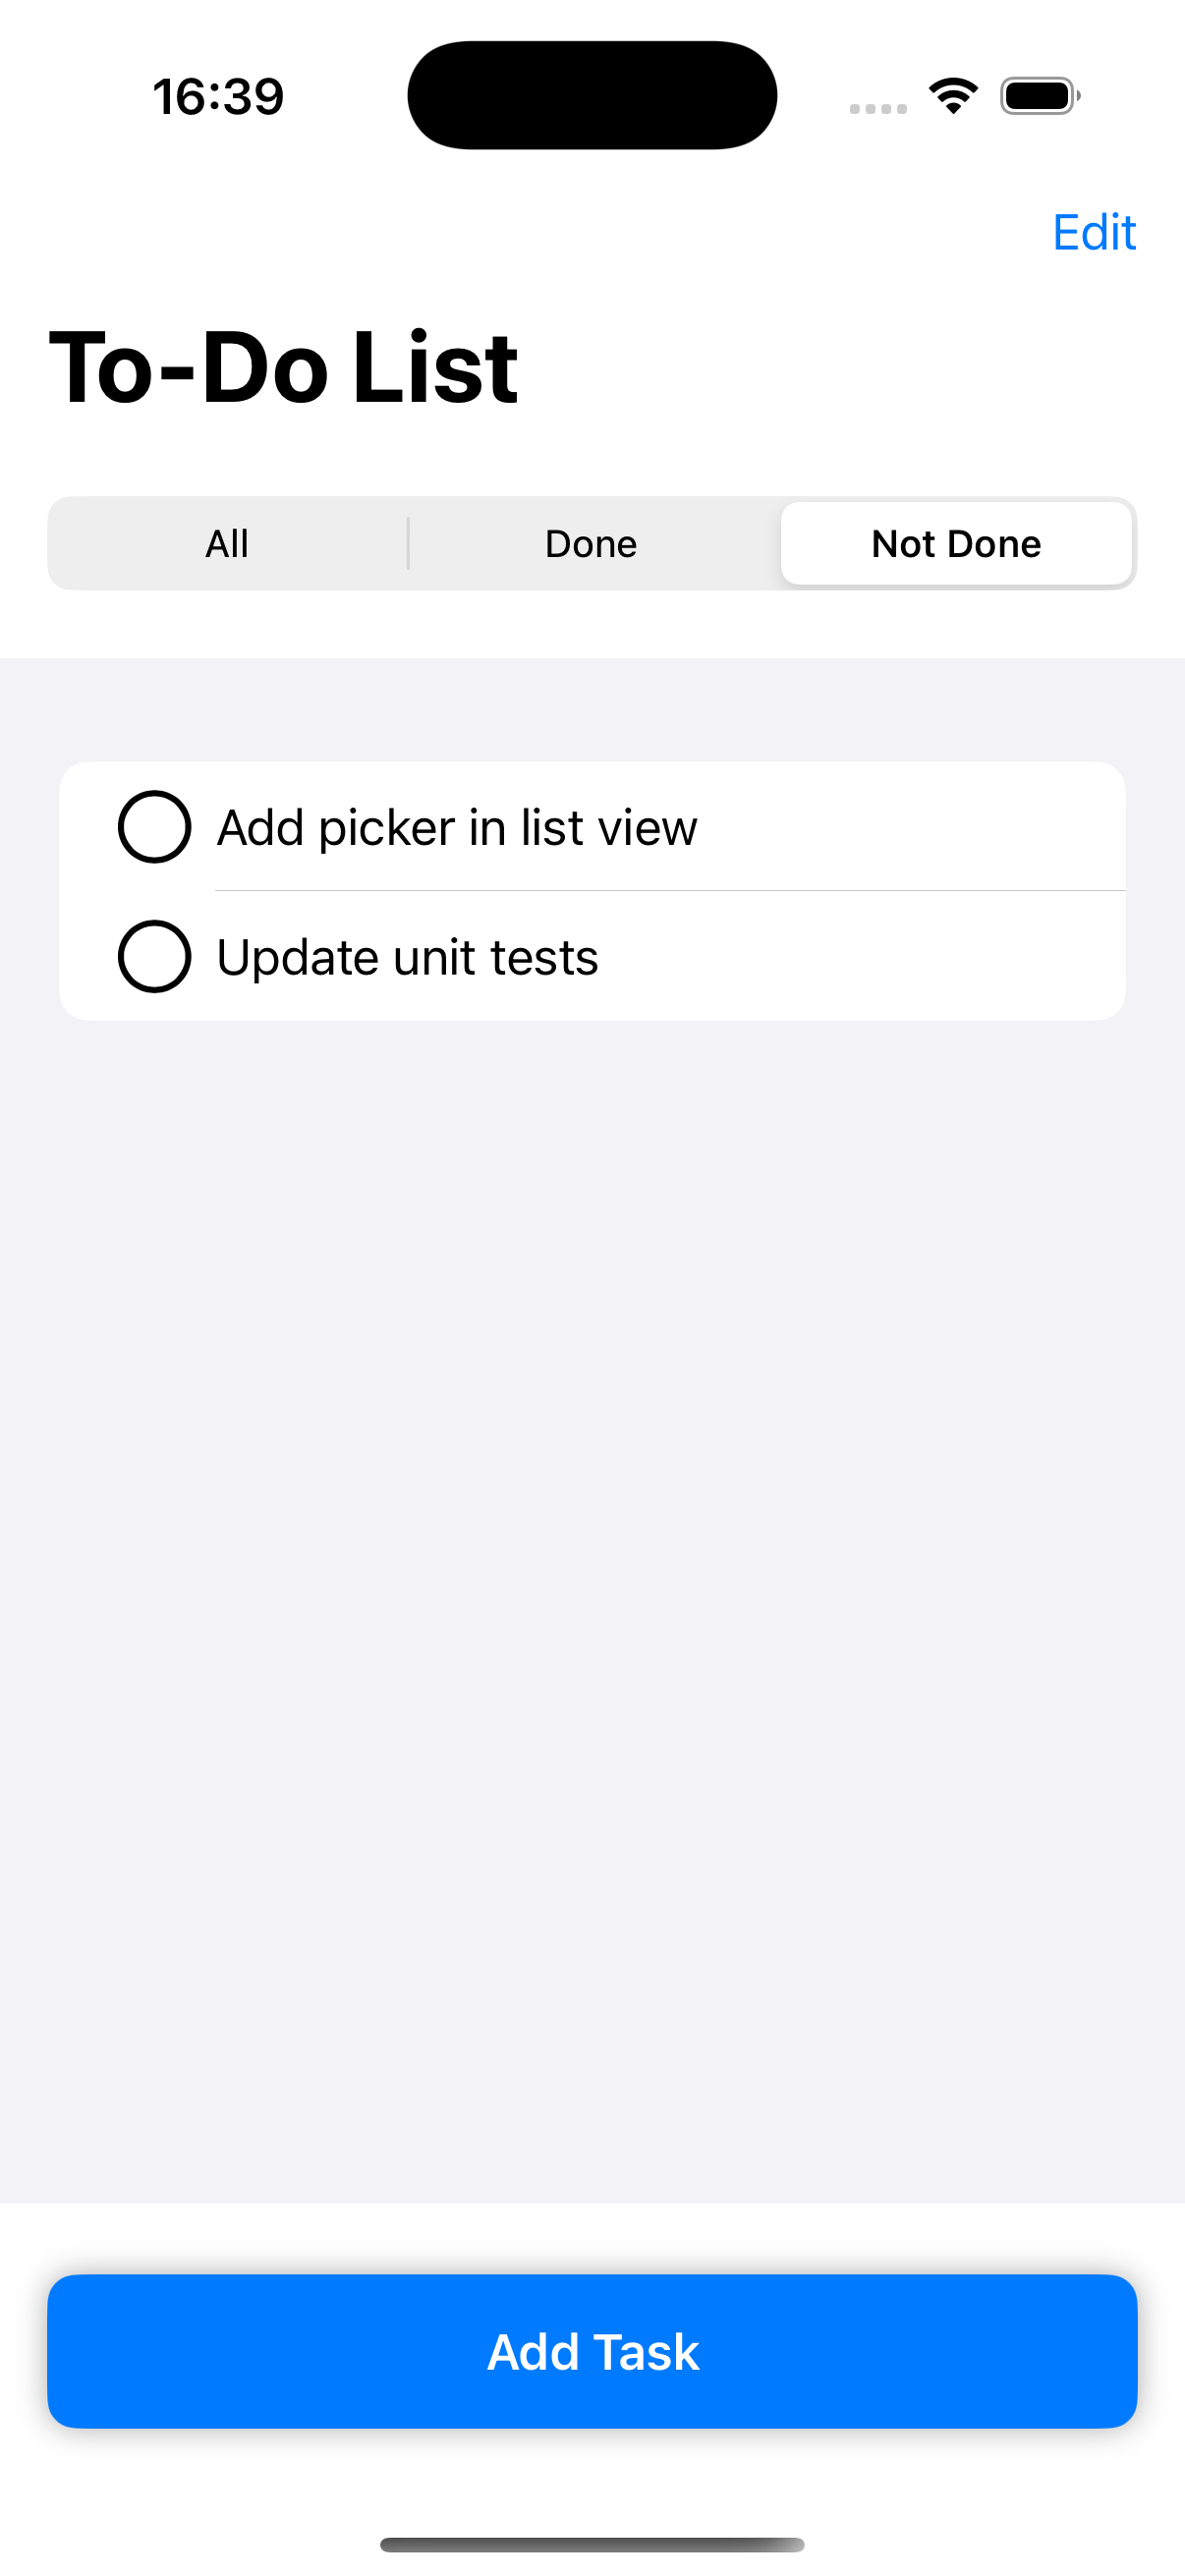 16:39
Edit
To-Do List
All Done Not Done
Add picker in list view
Update unit tests
Add Task